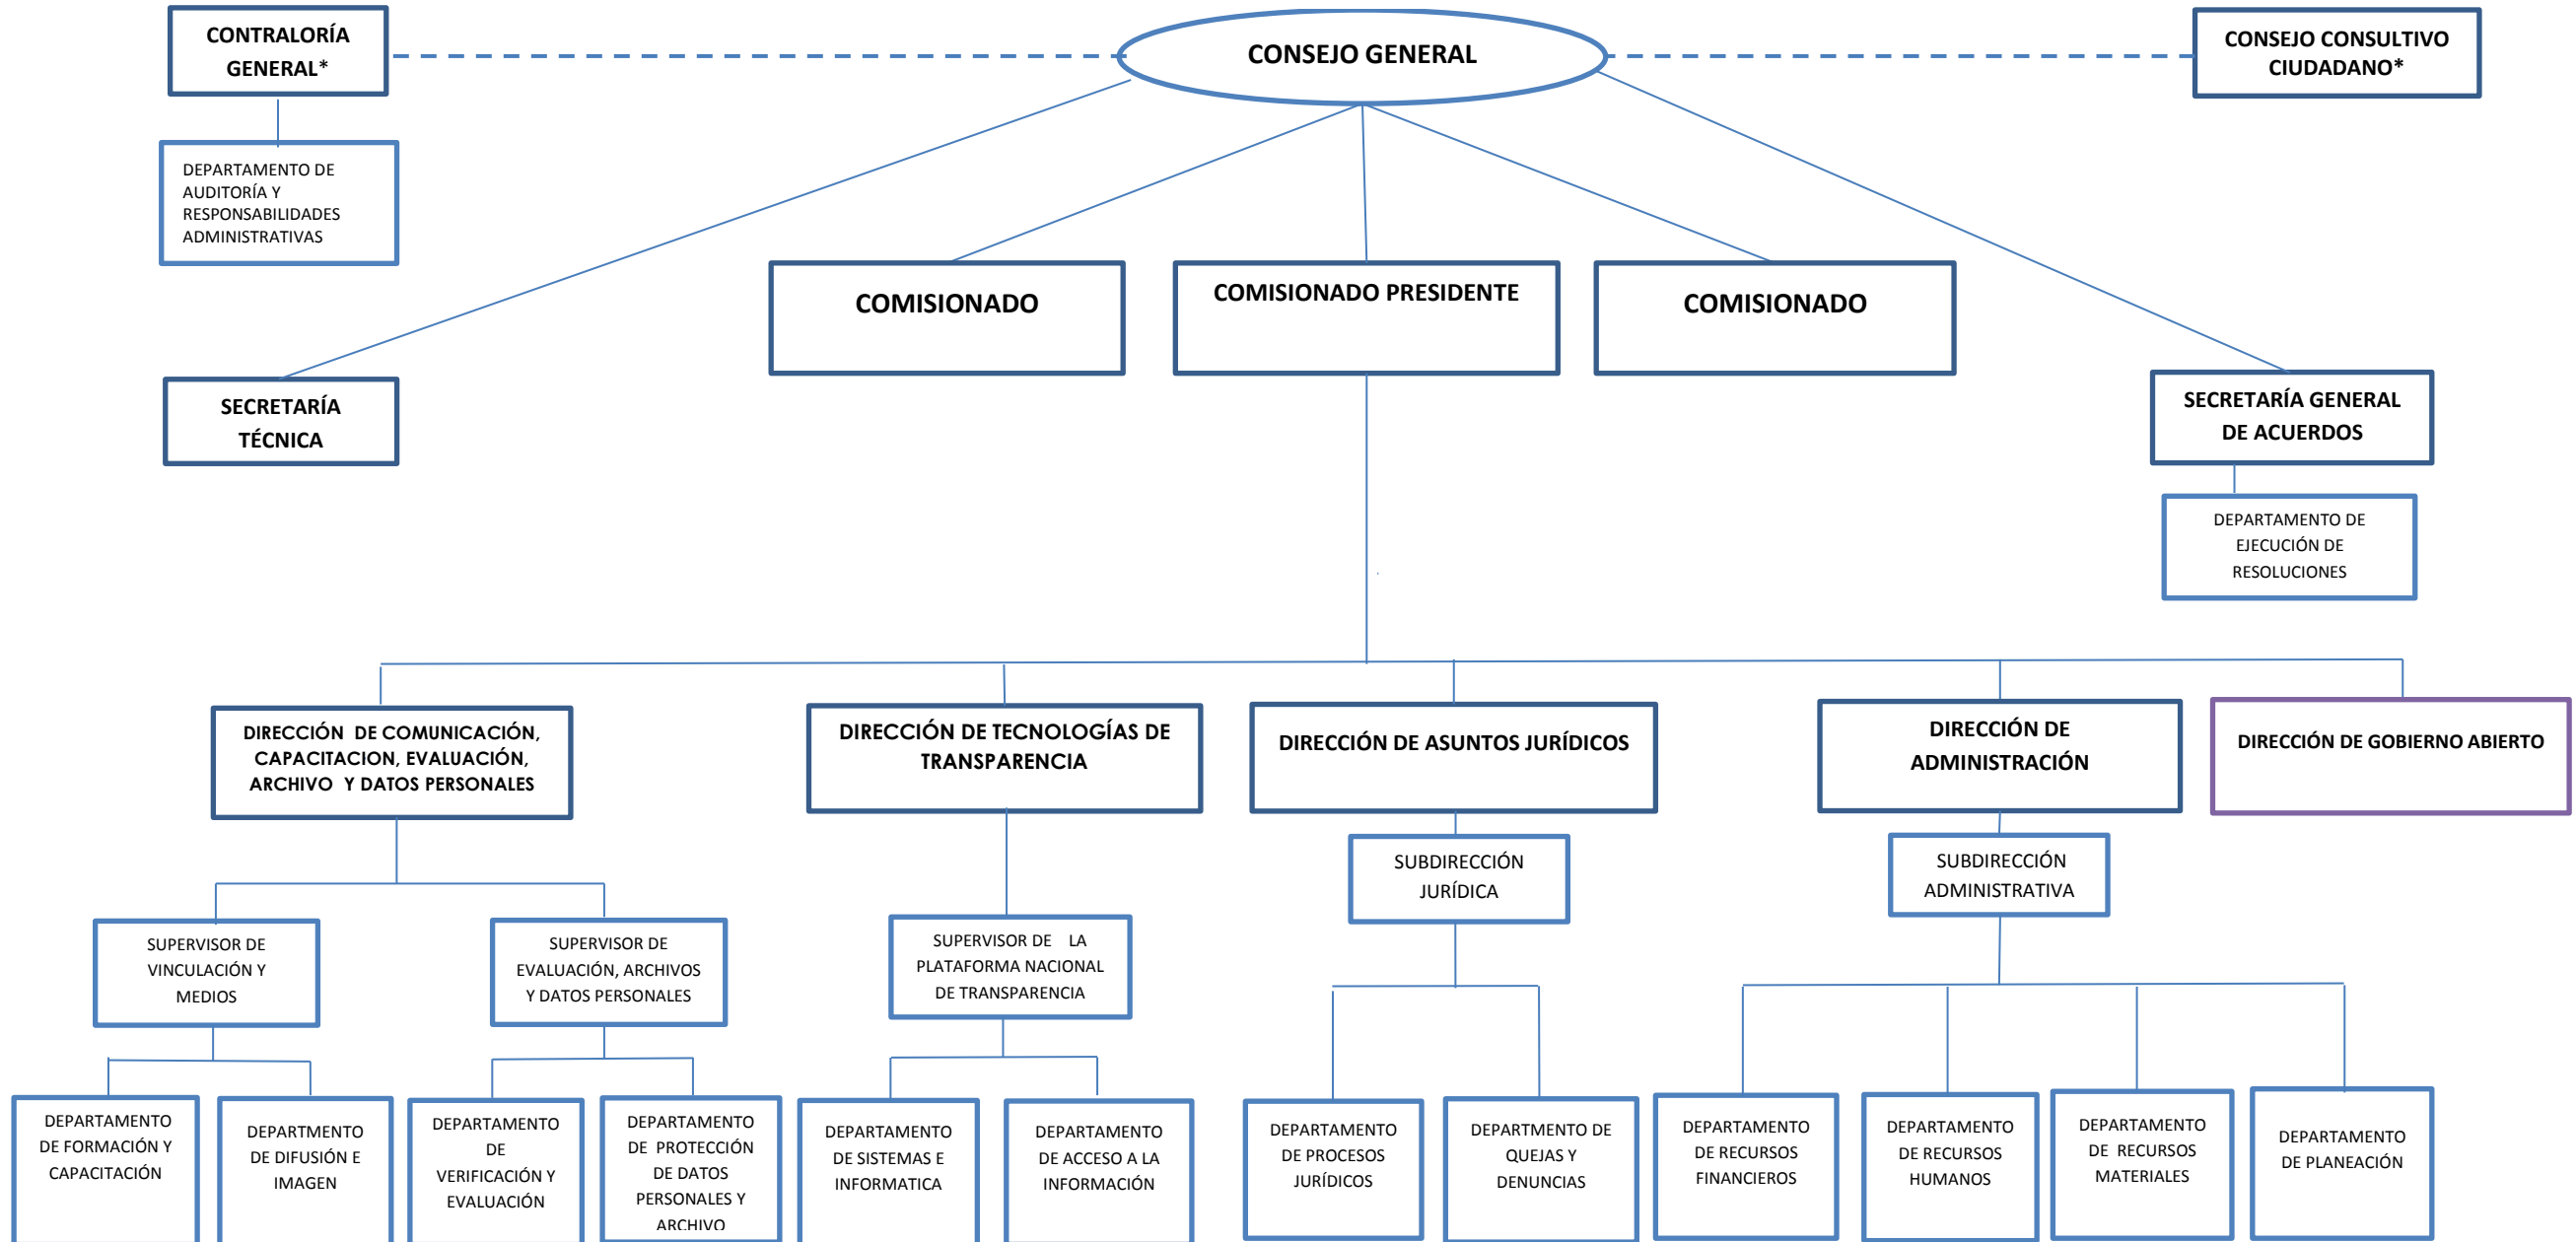 CONTRALORÍA
GENERAL*
CONSEJO GENERAL
CONSEJO CONSULTIVO
CIUDADANO*
DEPARTAMENTO DE
AUDITORÍA Y
RESPONSABILIDADES
ADMINISTRATIVAS
COMISIONADO
COMISIONADO PRESIDENTE
COMISIONADO
SECRETARÍA
TÉCNICA
SECRETARÍA GENERAL
DE ACUERDOS
DEPARTAMENTO DE
EJECUCIÓN DE
RESOLUCIONES
DIRECCIÓN DE COMUNICACIÓN,
CAPACITACION, EVALUACIÓN,
ARCHIVO Y DATOS PERSONALES
DIRECCIÓN DE TECNOLOGÍAS DE
TRANSPARENCIA
DIRECCIÓN DE ASUNTOS JURÍDICOS
DIRECCIÓN DE
ADMINISTRACIÓN
DIRECCIÓN DE GOBIERNO ABIERTO
SUBDIRECCIÓN
JURÍDICA
SUBDIRECCIÓN
ADMINISTRATIVA
SUPERVISOR DE
VINCULACIÓN Y
MEDIOS
SUPERVISOR DE
EVALUACIÓN, ARCHIVOS
Y DATOS PERSONALES
SUPERVISOR DE LA
PLATAFORMA NACIONAL
DE TRANSPARENCIA
DEPARTAMENTO
DE FORMACIÓN Y
CAPACITACIÓN
DEPARTMENTO
DE DIFUSIÓN E
IMAGEN
DEPARTAMENTO
DE
VERIFICACIÓN Y
EVALUACIÓN
DEPARTAMENTO
DE PROTECCIÓN
DE DATOS
PERSONALES Y
ARCHIVO
DEPARTAMENTO
DE SISTEMAS E
INFORMATICA
DEPARTAMENTO
DE ACCESO A LA
INFORMACIÓN
DEPARTAMENTO
DE PROCESOS
JURÍDICOS
DEPARTMENTO DE
QUEJAS Y
DENUNCIAS
DEPARTAMENTO
DE RECURSOS
FINANCIEROS
DEPARTAMENTO
DE RECURSOS
HUMANOS
DEPARTAMENTO
DE RECURSOS
MATERIALES
DEPARTAMENTO
DE PLANEACIÓN